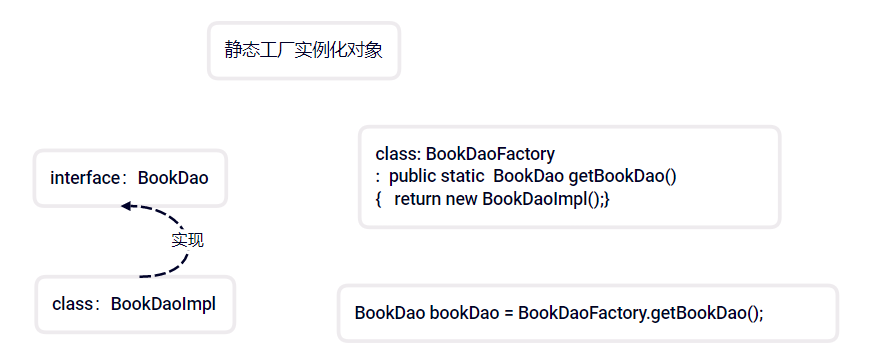 静态工厂实例化对象
interface：BookDao
实现
class：BookDaoImpl
class: BookDaoFactory
:  public static  BookDao getBookDao()
{   return new BookDaoImpl();}
BookDao bookDao = BookDaoFactory.getBookDao();